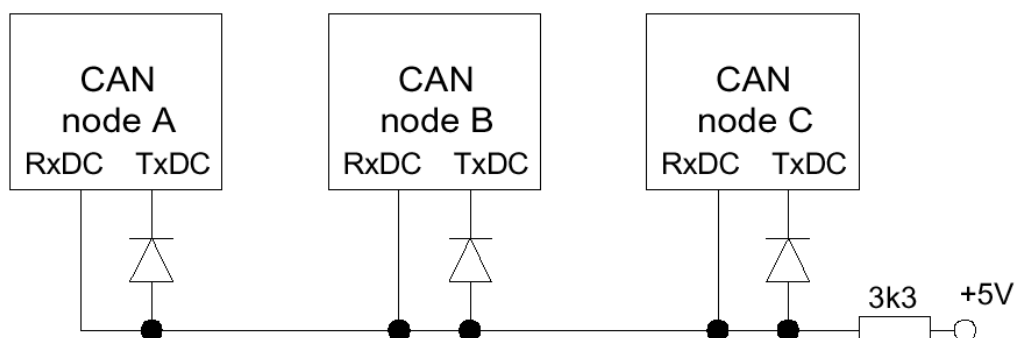 CAN
node A
RxDC TxDC
CAN
node B
RxDC TxDC
CAN
node C
RxDC TxDC
3k3
+5V